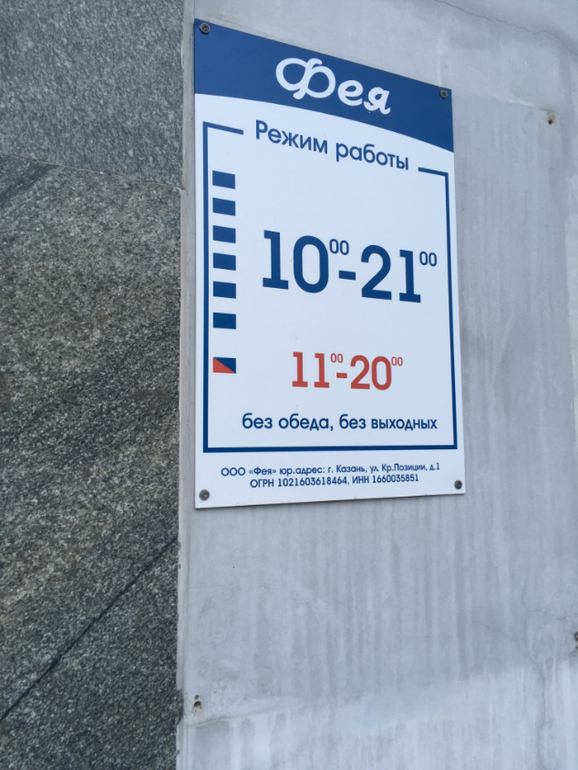 Фея
Режим работы
10⁰⁰-21⁰⁰
11⁰⁰-20⁰⁰
без обеда, без выходных
ООО «Фея» юр.адрес: г. Казань, ул. Кр.Позиции, д.1
ОГРН 1021603618464, ИНН 1660035851